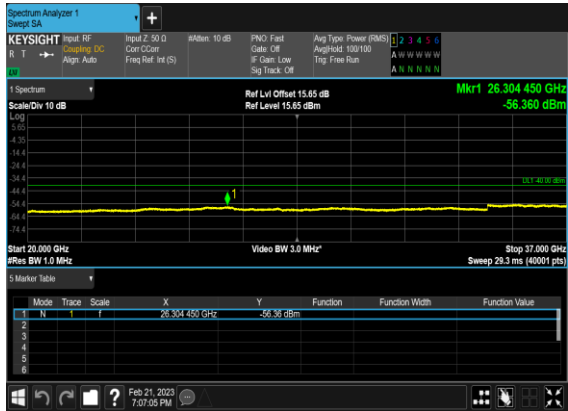 Spectrum Analyzer 1
Swept SA
+
KEYSIGHT Input: RF Input Z: 50 Ω #Atten: 10 dB PNO: Fast Avg Type: Power (RMS) 1 2 3 4 5 6
R T Coupling: DC Corr CCorr Gate: Off Avg|Hold: 100/100 A W W W W W
Align: Auto Freq Ref: Int (S) IF Gain: Low Trig: Free Run
Sig Track: Off A N N N N N
1 Spectrum Ref Lvl Offset 15.65 dB Mkr1 26.304 450 GHz
Scale/Div 10 dB Ref Level 15.65 dBm -56.360 dBm
Log
5.65
-4.35
-14.4
-24.4
-34.4 DL1 -40.00 dBm
-44.4 1
-54.4
-64.4
-74.4
Start 20.000 GHz Video BW 3.0 MHz* Stop 37.000 GHz
#Res BW 1.0 MHz Sweep 29.3 ms (40001 pts)
5 Marker Table
Mode Trace Scale X Y Function Function Width Function Value
1 N 1 f 26.304 450 GHz -56.36 dBm
2
3
4
5
6
? Feb 21, 2023
7:07:05 PM